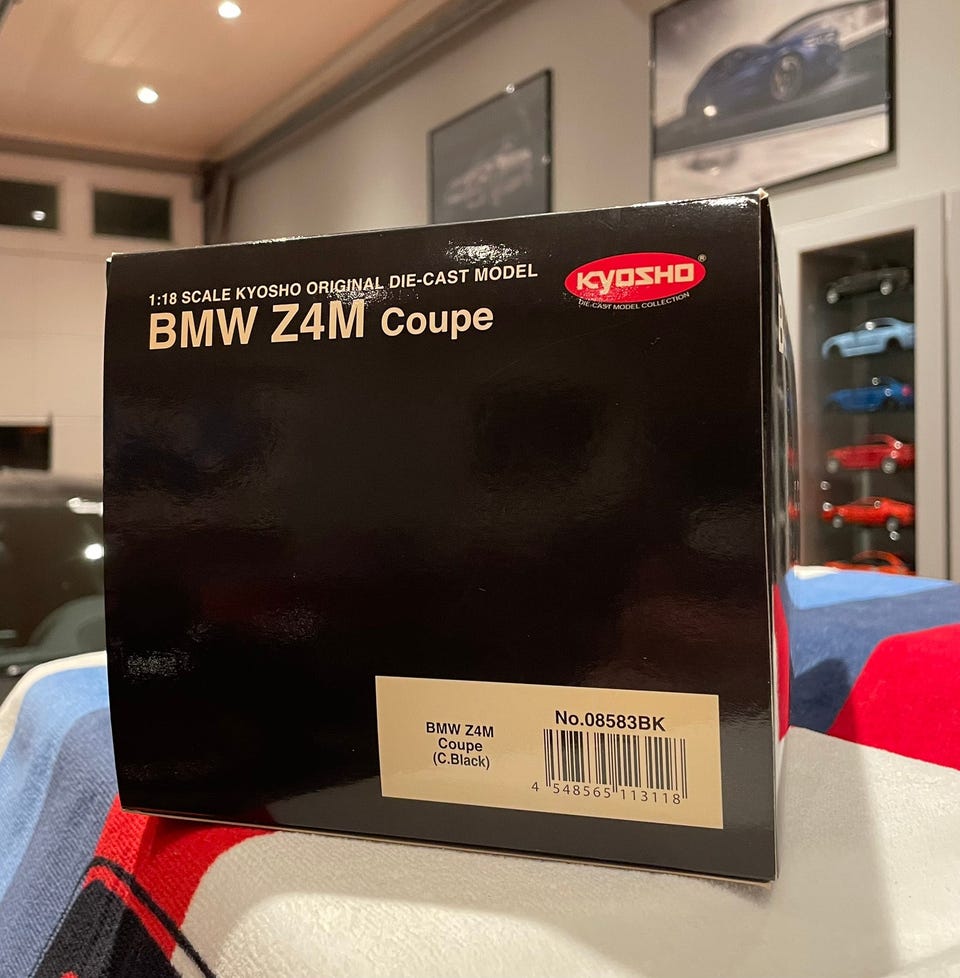 1:18 SCALE KYOSHO ORIGINAL DIE-CAST MODEL
BMW Z4M Coupe
KYOSHO®
DIE-CAST MODEL COLLECTION
BMW Z4M
Coupe
(C.Black)
No.08583BK
4 548565 113118